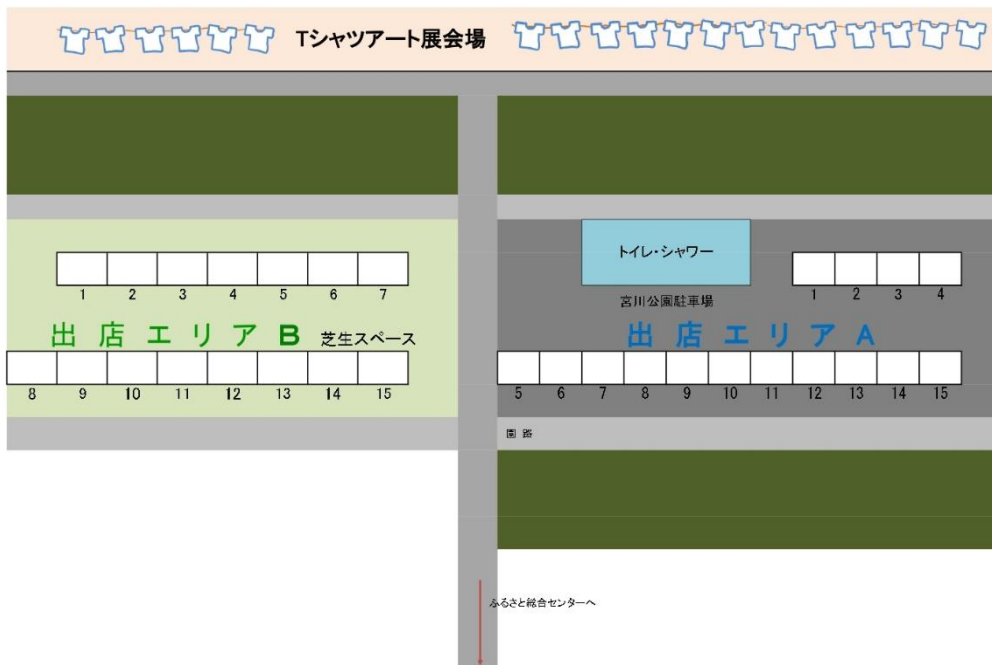 Tシャツアート展会場
トイレ・シャワー
宮川公園駐車場
1 2 3 4 5 6 7
1 2 3 4
出店エリアB 芝生スペース
出店エリアA
8 9 10 11 12 13 14 15
5 6 7 8 9 10 11 12 13 14 15
園路
ふるさと総合センターへ